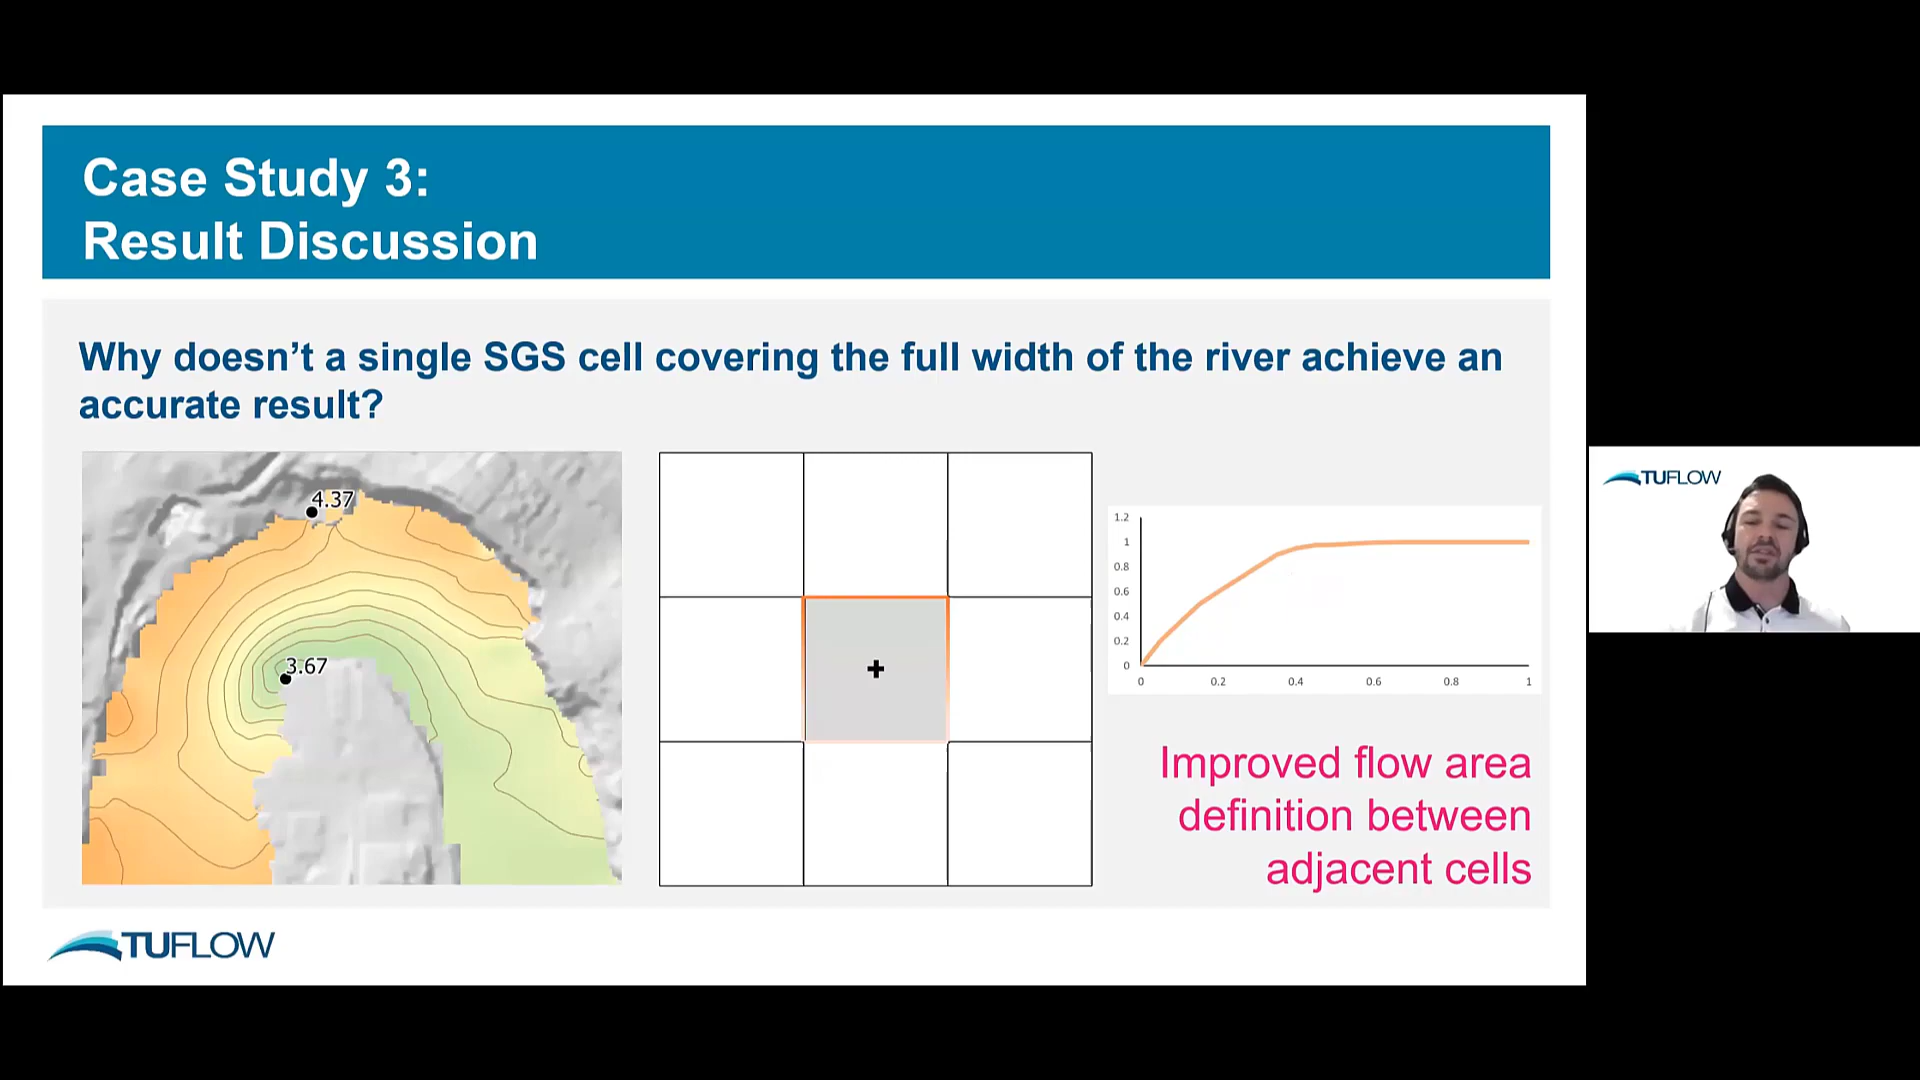 Case Study 3:
Result Discussion
Why doesn’t a single SGS cell covering the full width of the river achieve an
accurate result?
4.37
3.67
1.2
1
0.8
0.6
0.4
0.2
0
0
0.2
0.4
0.6
0.8
1
Improved flow area
definition between
adjacent cells
TUFLOW
TUFLOW